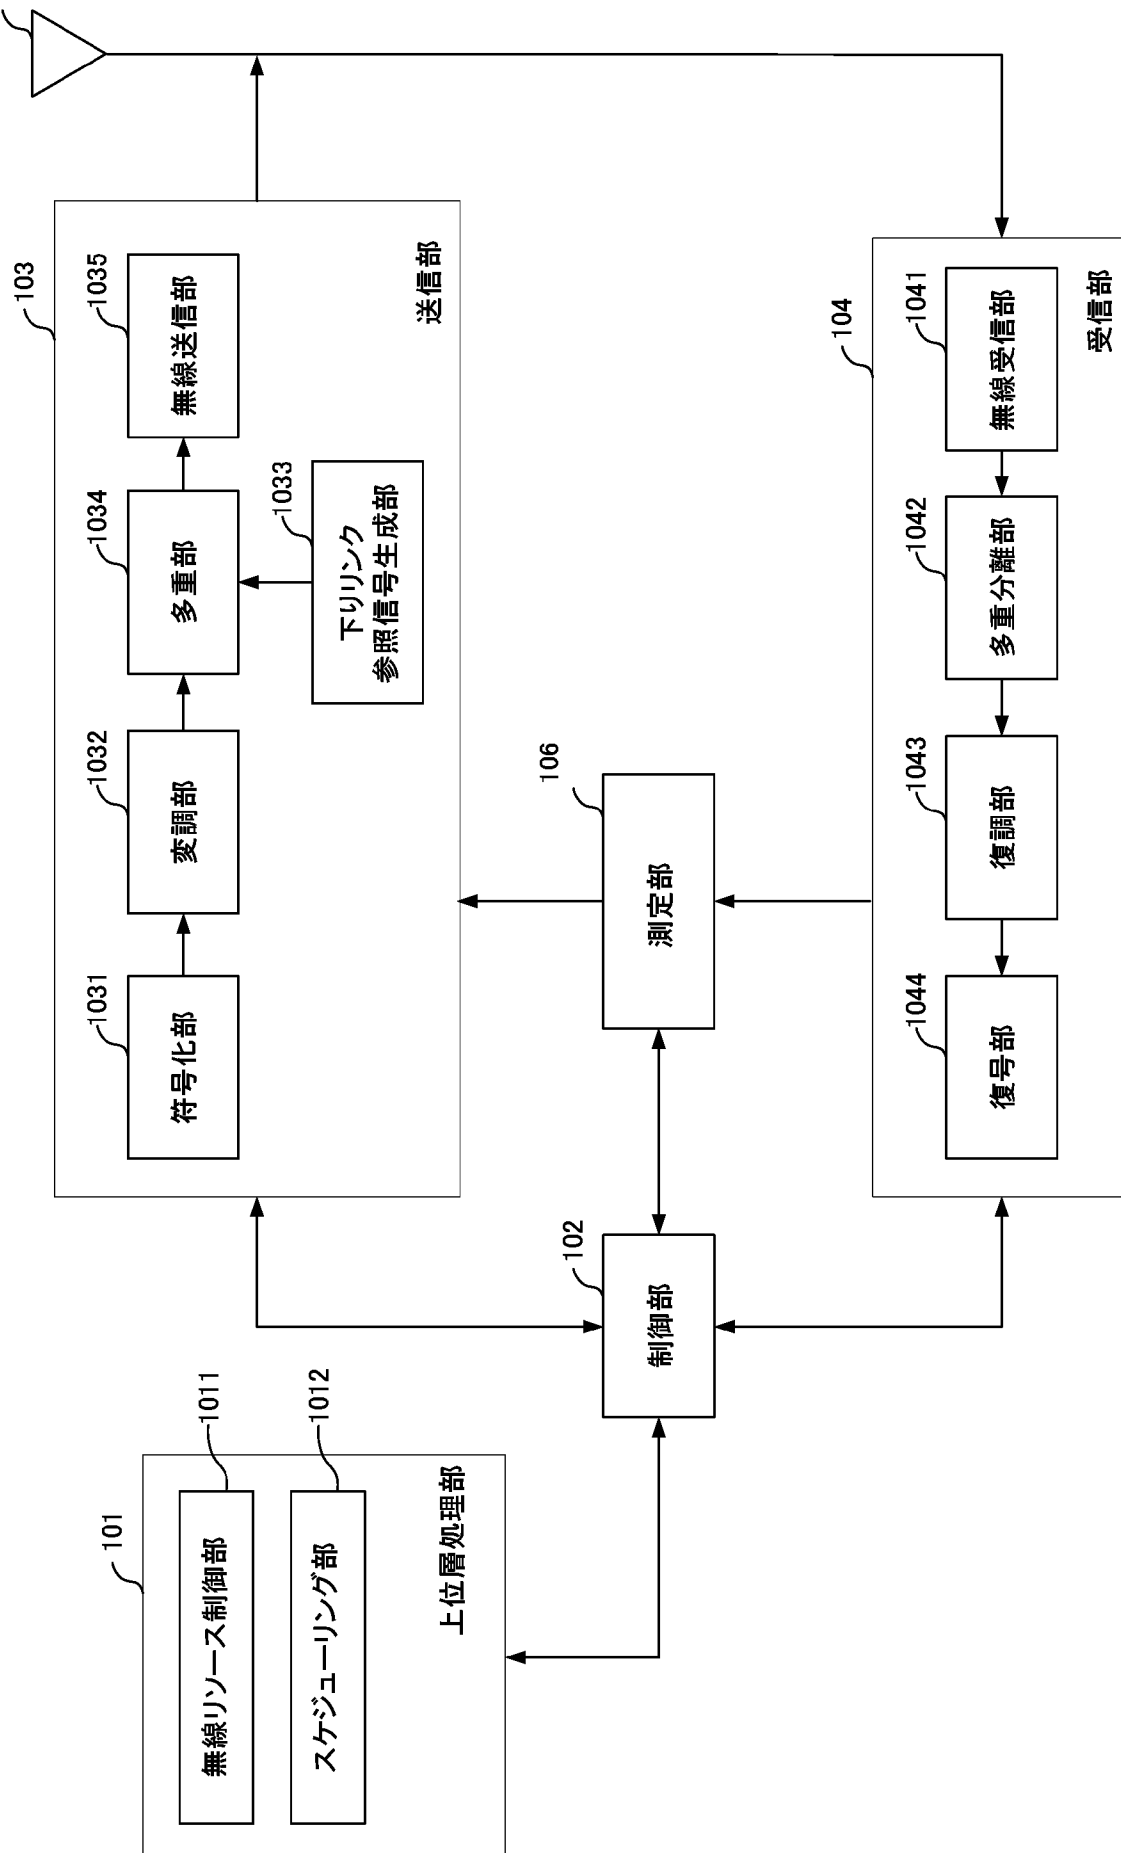 101
無線リソース制御部
1011
スケジューリング部
1012
上位層処理部
102
制御部
103
符号化部
1031
変調部
1032
多重部
1034
無線送信部
1035
下りリンク
参照信号生成部
1033
送信部
106
測定部
104
無線受信部
1041
多重分離部
1042
復調部
1043
復号部
1044
受信部